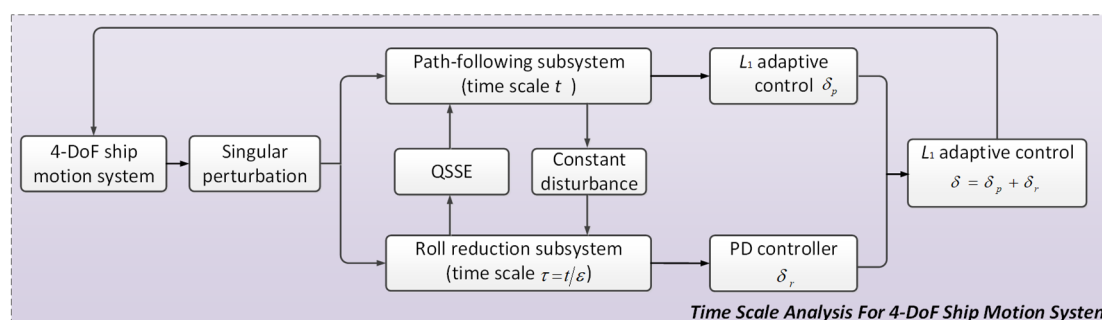 4-DoF ship
motion system
Singular
perturbation
Path-following subsystem
(time scale t )
QSSE
Constant
disturbance
Roll reduction subsystem
(time scale τ=t/ε)
L₁ adaptive
control δₚ
PD controller
δᵣ
L₁ adaptive control
δ = δₚ + δᵣ
Time Scale Analysis For 4-DoF Ship Motion System